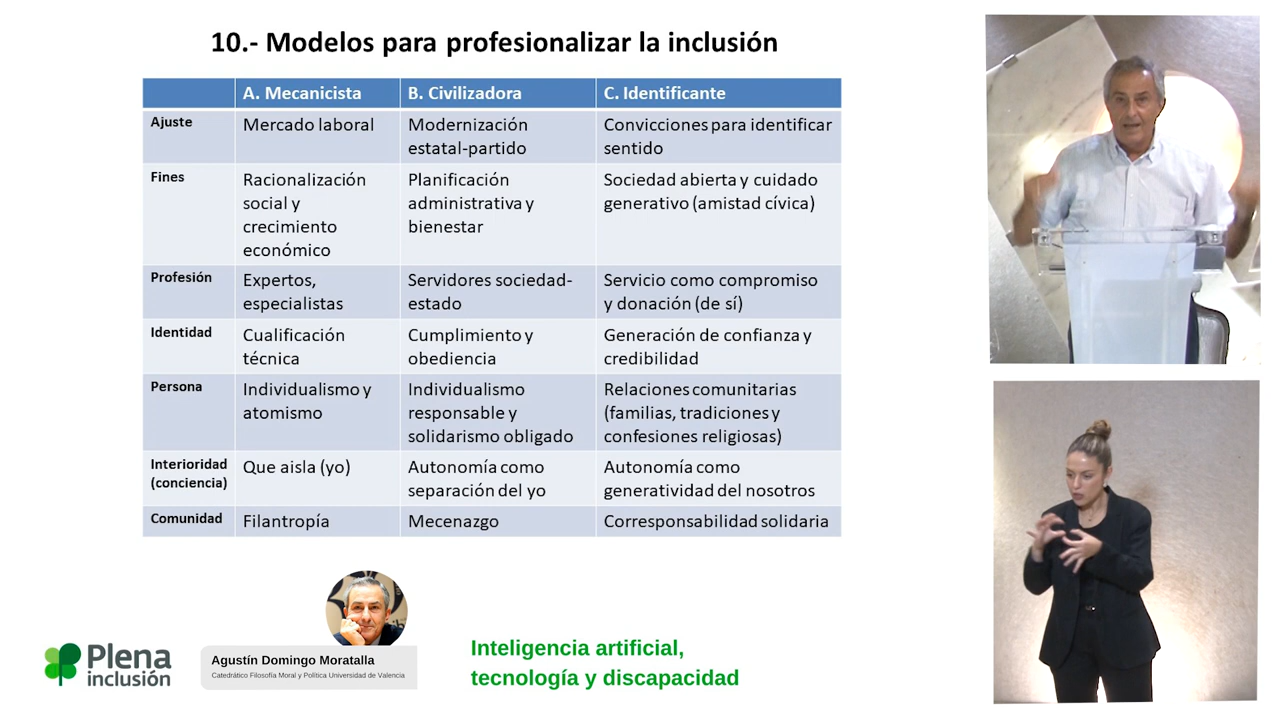 10.- Modelos para profesionalizar la inclusión
A. Mecanicista
B. Civilizadora
C. Identificante
Ajuste
Mercado laboral
Modernización
estatal-partido
Convicciones para identificar
sentido
Fines
Racionalización
social y
crecimiento
económico
Planificación
administrativa y
bienestar
Sociedad abierta y cuidado
generativo (amistad cívica)
Profesión
Expertos,
especialistas
Servidores sociedad-
estado
Servicio como compromiso
y donación (de sí)
Identidad
Cualificación
técnica
Cumplimiento y
obediencia
Generación de confianza y
credibilidad
Persona
Individualismo y
atomismo
Individualismo
responsable y
solidarismo obligado
Relaciones comunitarias
(familias, tradiciones y
confesiones religiosas)
Interioridad
(conciencia)
Que aisla (yo)
Autonomía como
separación del yo
Autonomía como
generatividad del nosotros
Comunidad
Filantropía
Mecenazgo
Corresponsabilidad solidaria
Plena
inclusión
Agustín Domingo Moratalla
Catedrático Filosofía Moral y Política Universidad de Valencia
Inteligencia artificial,
tecnología y discapacidad